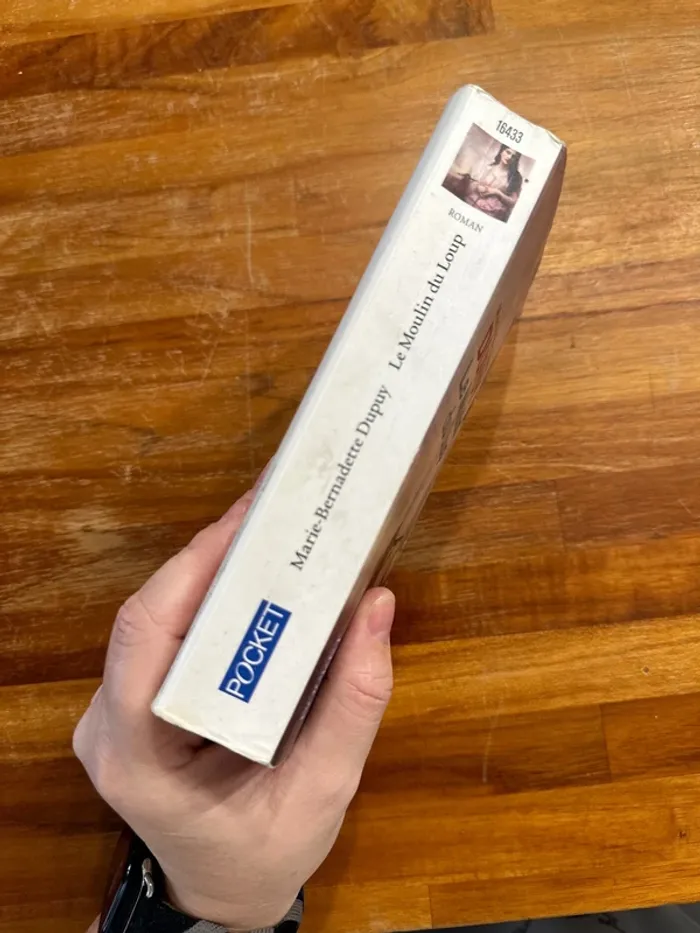 16433
ROMAN
Marie-Bernadette Dupuy Le Moulin du Loup
POCKET